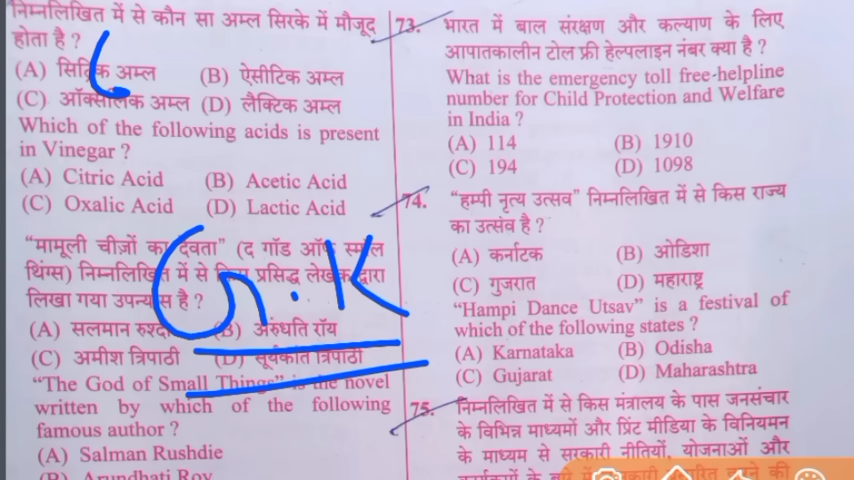 निम्नलिखित में से कौन सा अम्ल सिरके में मौजूद
होता है ?
(A) सिट्रिक अम्ल (B) ऐसीटिक अम्ल
(C) ऑक्सैलिक अम्ल (D) लैक्टिक अम्ल
Which of the following acids is present
in Vinegar ?
(A) Citric Acid (B) Acetic Acid
(C) Oxalic Acid (D) Lactic Acid
“मामूली चीज़ों का देवता” (द गॉड ऑफ स्मॉल
थिंग्स) निम्नलिखित में से किस प्रसिद्ध लेखक द्वारा
लिखा गया उपन्यास है ?
(A) सलमान रुश्दी (B) अरुंधति रॉय
(C) अमीश त्रिपाठी (D) सूर्यकांत त्रिपाठी
“The God of Small Things” is the novel
written by which of the following
famous author ?
(A) Salman Rushdie
(B) Arundhati Roy
G.K
73. भारत में बाल संरक्षण और कल्याण के लिए
आपातकालीन टोल फ्री हेल्पलाइन नंबर क्या है ?
What is the emergency toll free-helpline
number for Child Protection and Welfare
in India ?
(A) 114 (B) 1910
(C) 194 (D) 1098
74. “हम्पी नृत्य उत्सव” निम्नलिखित में से किस राज्य
का उत्सव है ?
(A) कर्नाटक (B) ओडिशा
(C) गुजरात (D) महाराष्ट्र
“Hampi Dance Utsav” is a festival of
which of the following states ?
(A) Karnataka (B) Odisha
(C) Gujarat (D) Maharashtra
75. निम्नलिखित में से किस मंत्रालय के पास जनसंचार
के विभिन्न माध्यमों और प्रिंट मीडिया के विनियमन
के माध्यम से सरकारी नीतियों, योजनाओं और